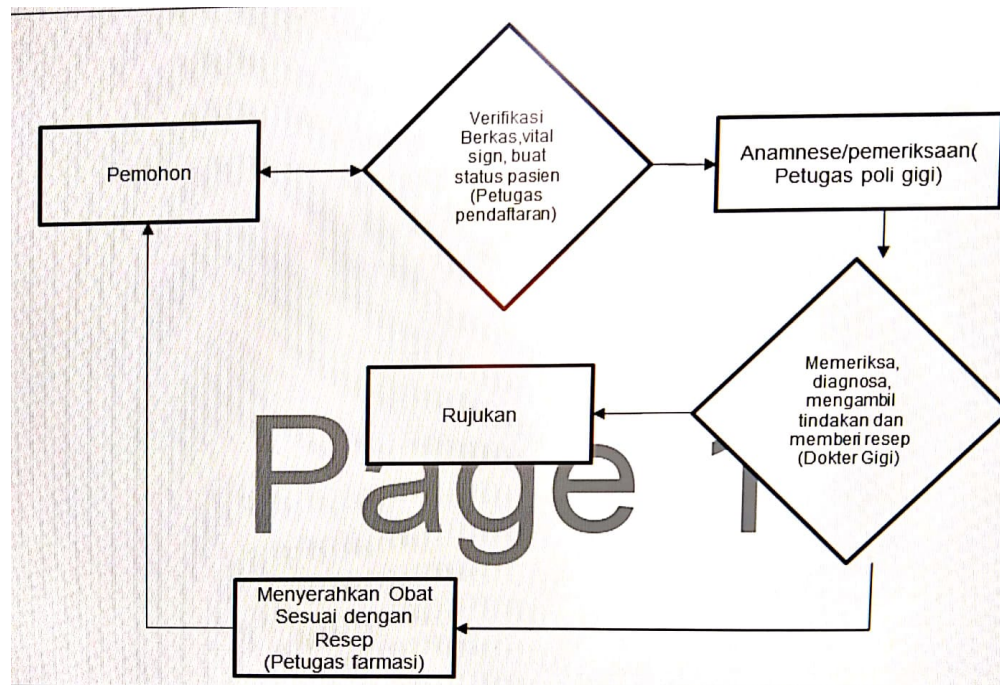 Pemohon
Verifikasi
Berkas,vital
sign, buat
status pasien
(Petugas
pendaftaran)
Anamnese/pemeriksaan(
Petugas poli gigi)
Memeriksa,
diagnosa,
mengambil
tindakan dan
memberi resep
(Dokter Gigi)
Rujukan
Page 1
Menyerahkan Obat
Sesuai dengan
Resep
(Petugas farmasi)